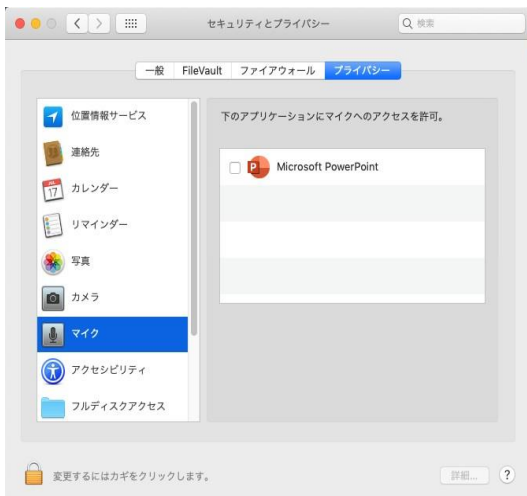 セキュリティとプライバシー
検索
一般 FileVault ファイアウォール プライバシー
位置情報サービス
連絡先
JUL
17
カレンダー
リマインダー
写真
カメラ
マイク
アクセシビリティ
フルディスクアクセス
下のアプリケーションにマイクへのアクセスを許可。
P
Microsoft PowerPoint
変更するにはカギをクリックします。
詳細...
?